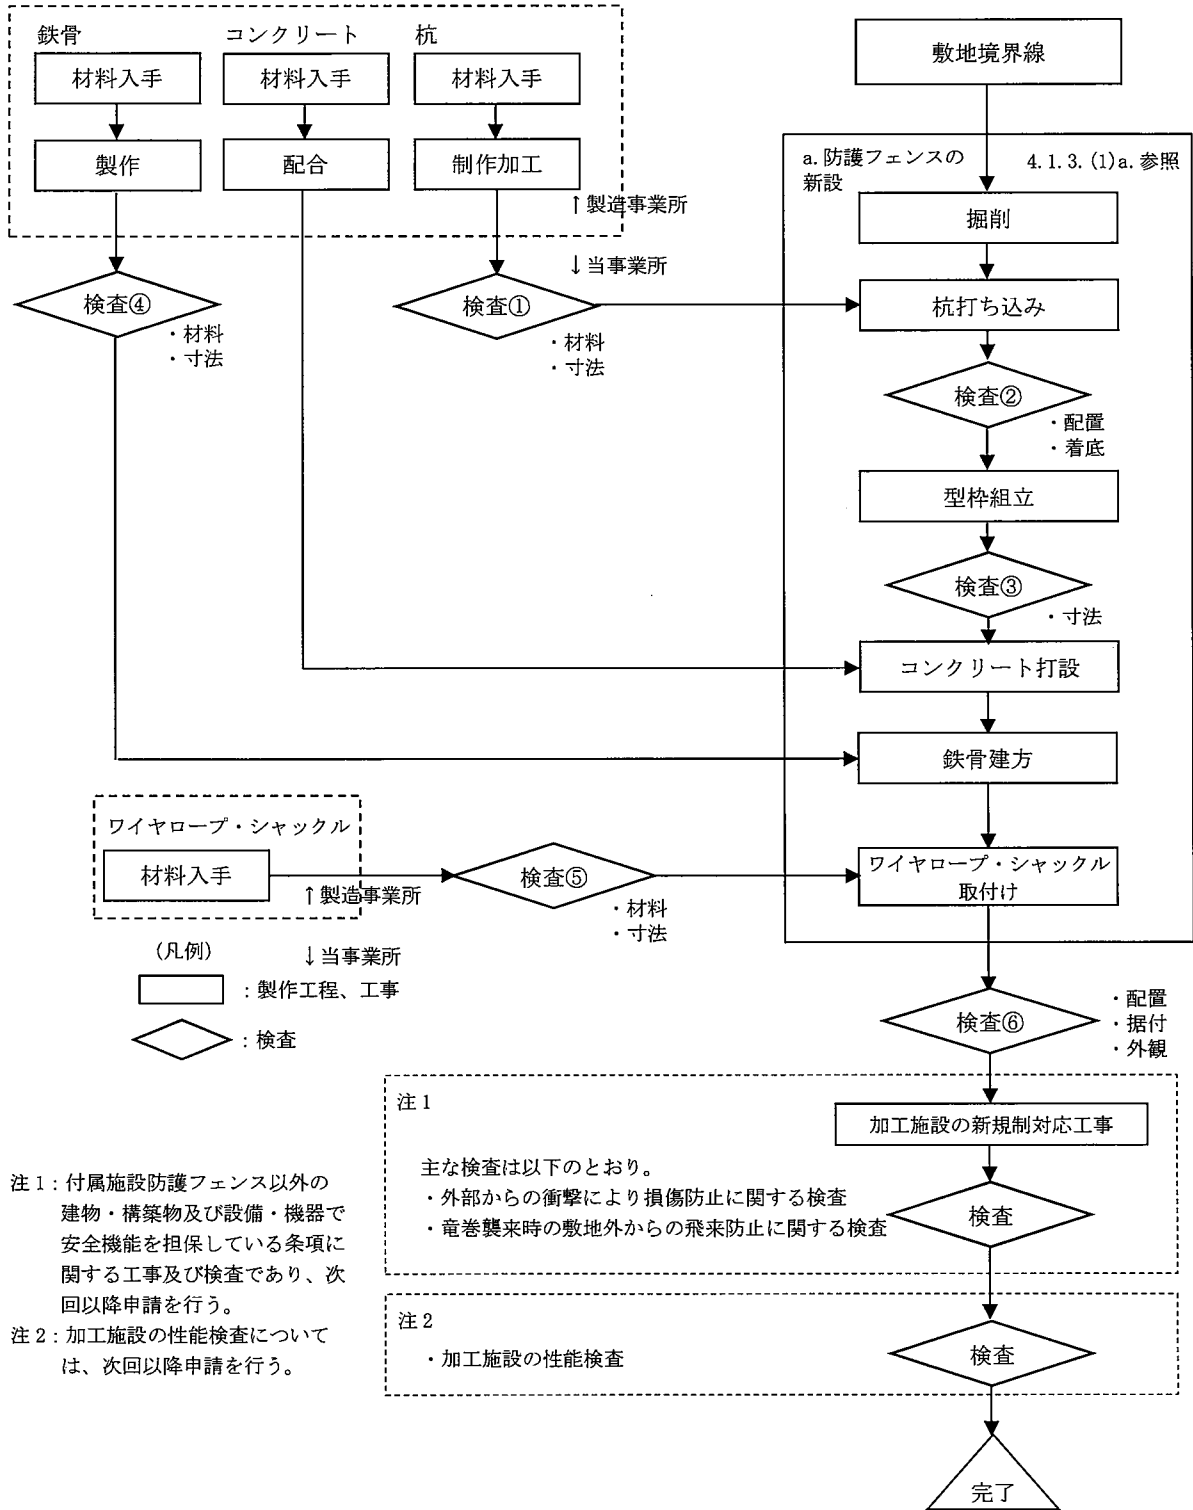 鉄骨
コンクリート
杭
材料入手
材料入手
材料入手
製作
配合
制作加工
↑製造事業所
↓当事業所
検査④
・材料
・寸法
検査①
・材料
・寸法
敷地境界線
a.防護フェンスの
新設
4.1.3.(1)a.参照
掘削
杭打ち込み
検査②
・配置
・着底
型枠組立
検査③
・寸法
コンクリート打設
鉄骨建方
ワイヤロープ・シャックル
材料入手
↑製造事業所
↓当事業所
検査⑤
・材料
・寸法
ワイヤロープ・シャックル
取付け
(凡例)
：製作工程、工事
：検査
検査⑥
・配置
・据付
・外観
注1
加工施設の新規制対応工事
主な検査は以下のとおり。
・外部からの衝撃により損傷防止に関する検査
・竜巻襲来時の敷地外からの飛来防止に関する検査
検査
注2
・加工施設の性能検査
検査
完了
注1：付属施設防護フェンス以外の
建物・構築物及び設備・機器で
安全機能を担保している条項に
関する工事及び検査であり、次
回以降申請を行う。
注2：加工施設の性能検査について
は、次回以降申請を行う。